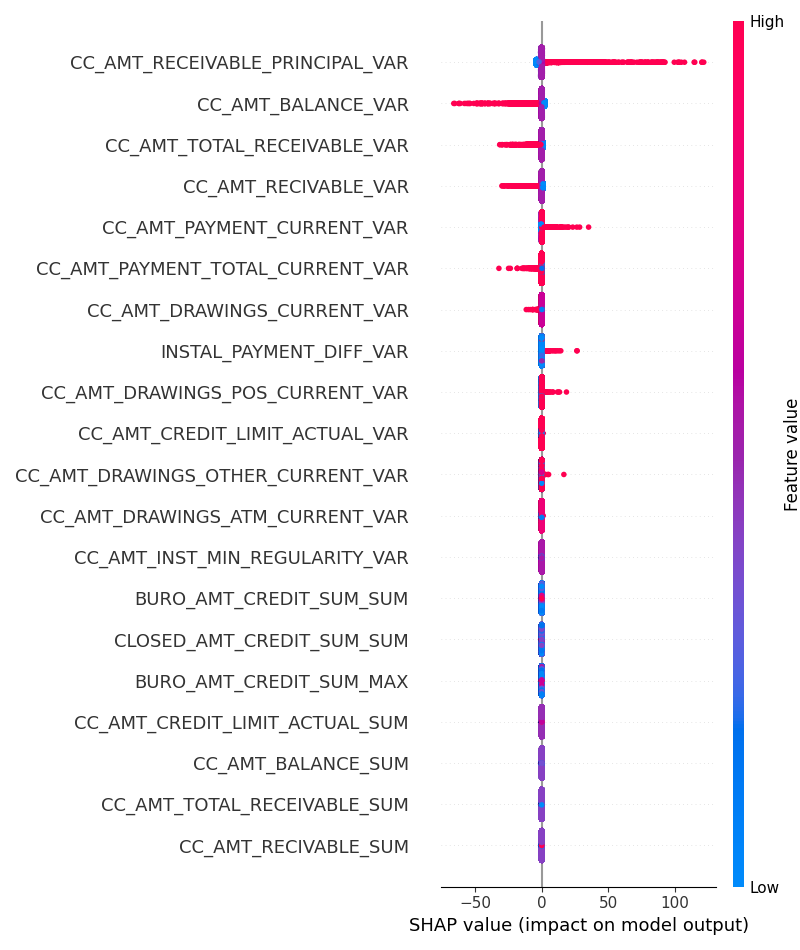 High
CC_AMT_RECEIVABLE_PRINCIPAL_VAR
CC_AMT_BALANCE_VAR
CC_AMT_TOTAL_RECEIVABLE_VAR
CC_AMT_RECIVABLE_VAR
CC_AMT_PAYMENT_CURRENT_VAR
CC_AMT_PAYMENT_TOTAL_CURRENT_VAR
CC_AMT_DRAWINGS_CURRENT_VAR
INSTAL_PAYMENT_DIFF_VAR
CC_AMT_DRAWINGS_POS_CURRENT_VAR
CC_AMT_CREDIT_LIMIT_ACTUAL_VAR
CC_AMT_DRAWINGS_OTHER_CURRENT_VAR
CC_AMT_DRAWINGS_ATM_CURRENT_VAR
CC_AMT_INST_MIN_REGULARITY_VAR
BURO_AMT_CREDIT_SUM_SUM
CLOSED_AMT_CREDIT_SUM_SUM
BURO_AMT_CREDIT_SUM_MAX
CC_AMT_CREDIT_LIMIT_ACTUAL_SUM
CC_AMT_BALANCE_SUM
CC_AMT_TOTAL_RECEIVABLE_SUM
CC_AMT_RECIVABLE_SUM
Feature value
Low
−50 0 50 100
SHAP value (impact on model output)